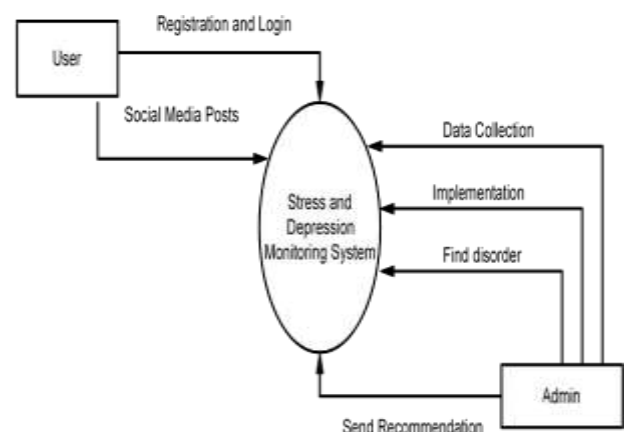 Registration and Login
User
Social Media Posts
Data Collection
Implementation
Stress and
Depression
Monitoring System
Find disorder
Admin
Send Recommendation